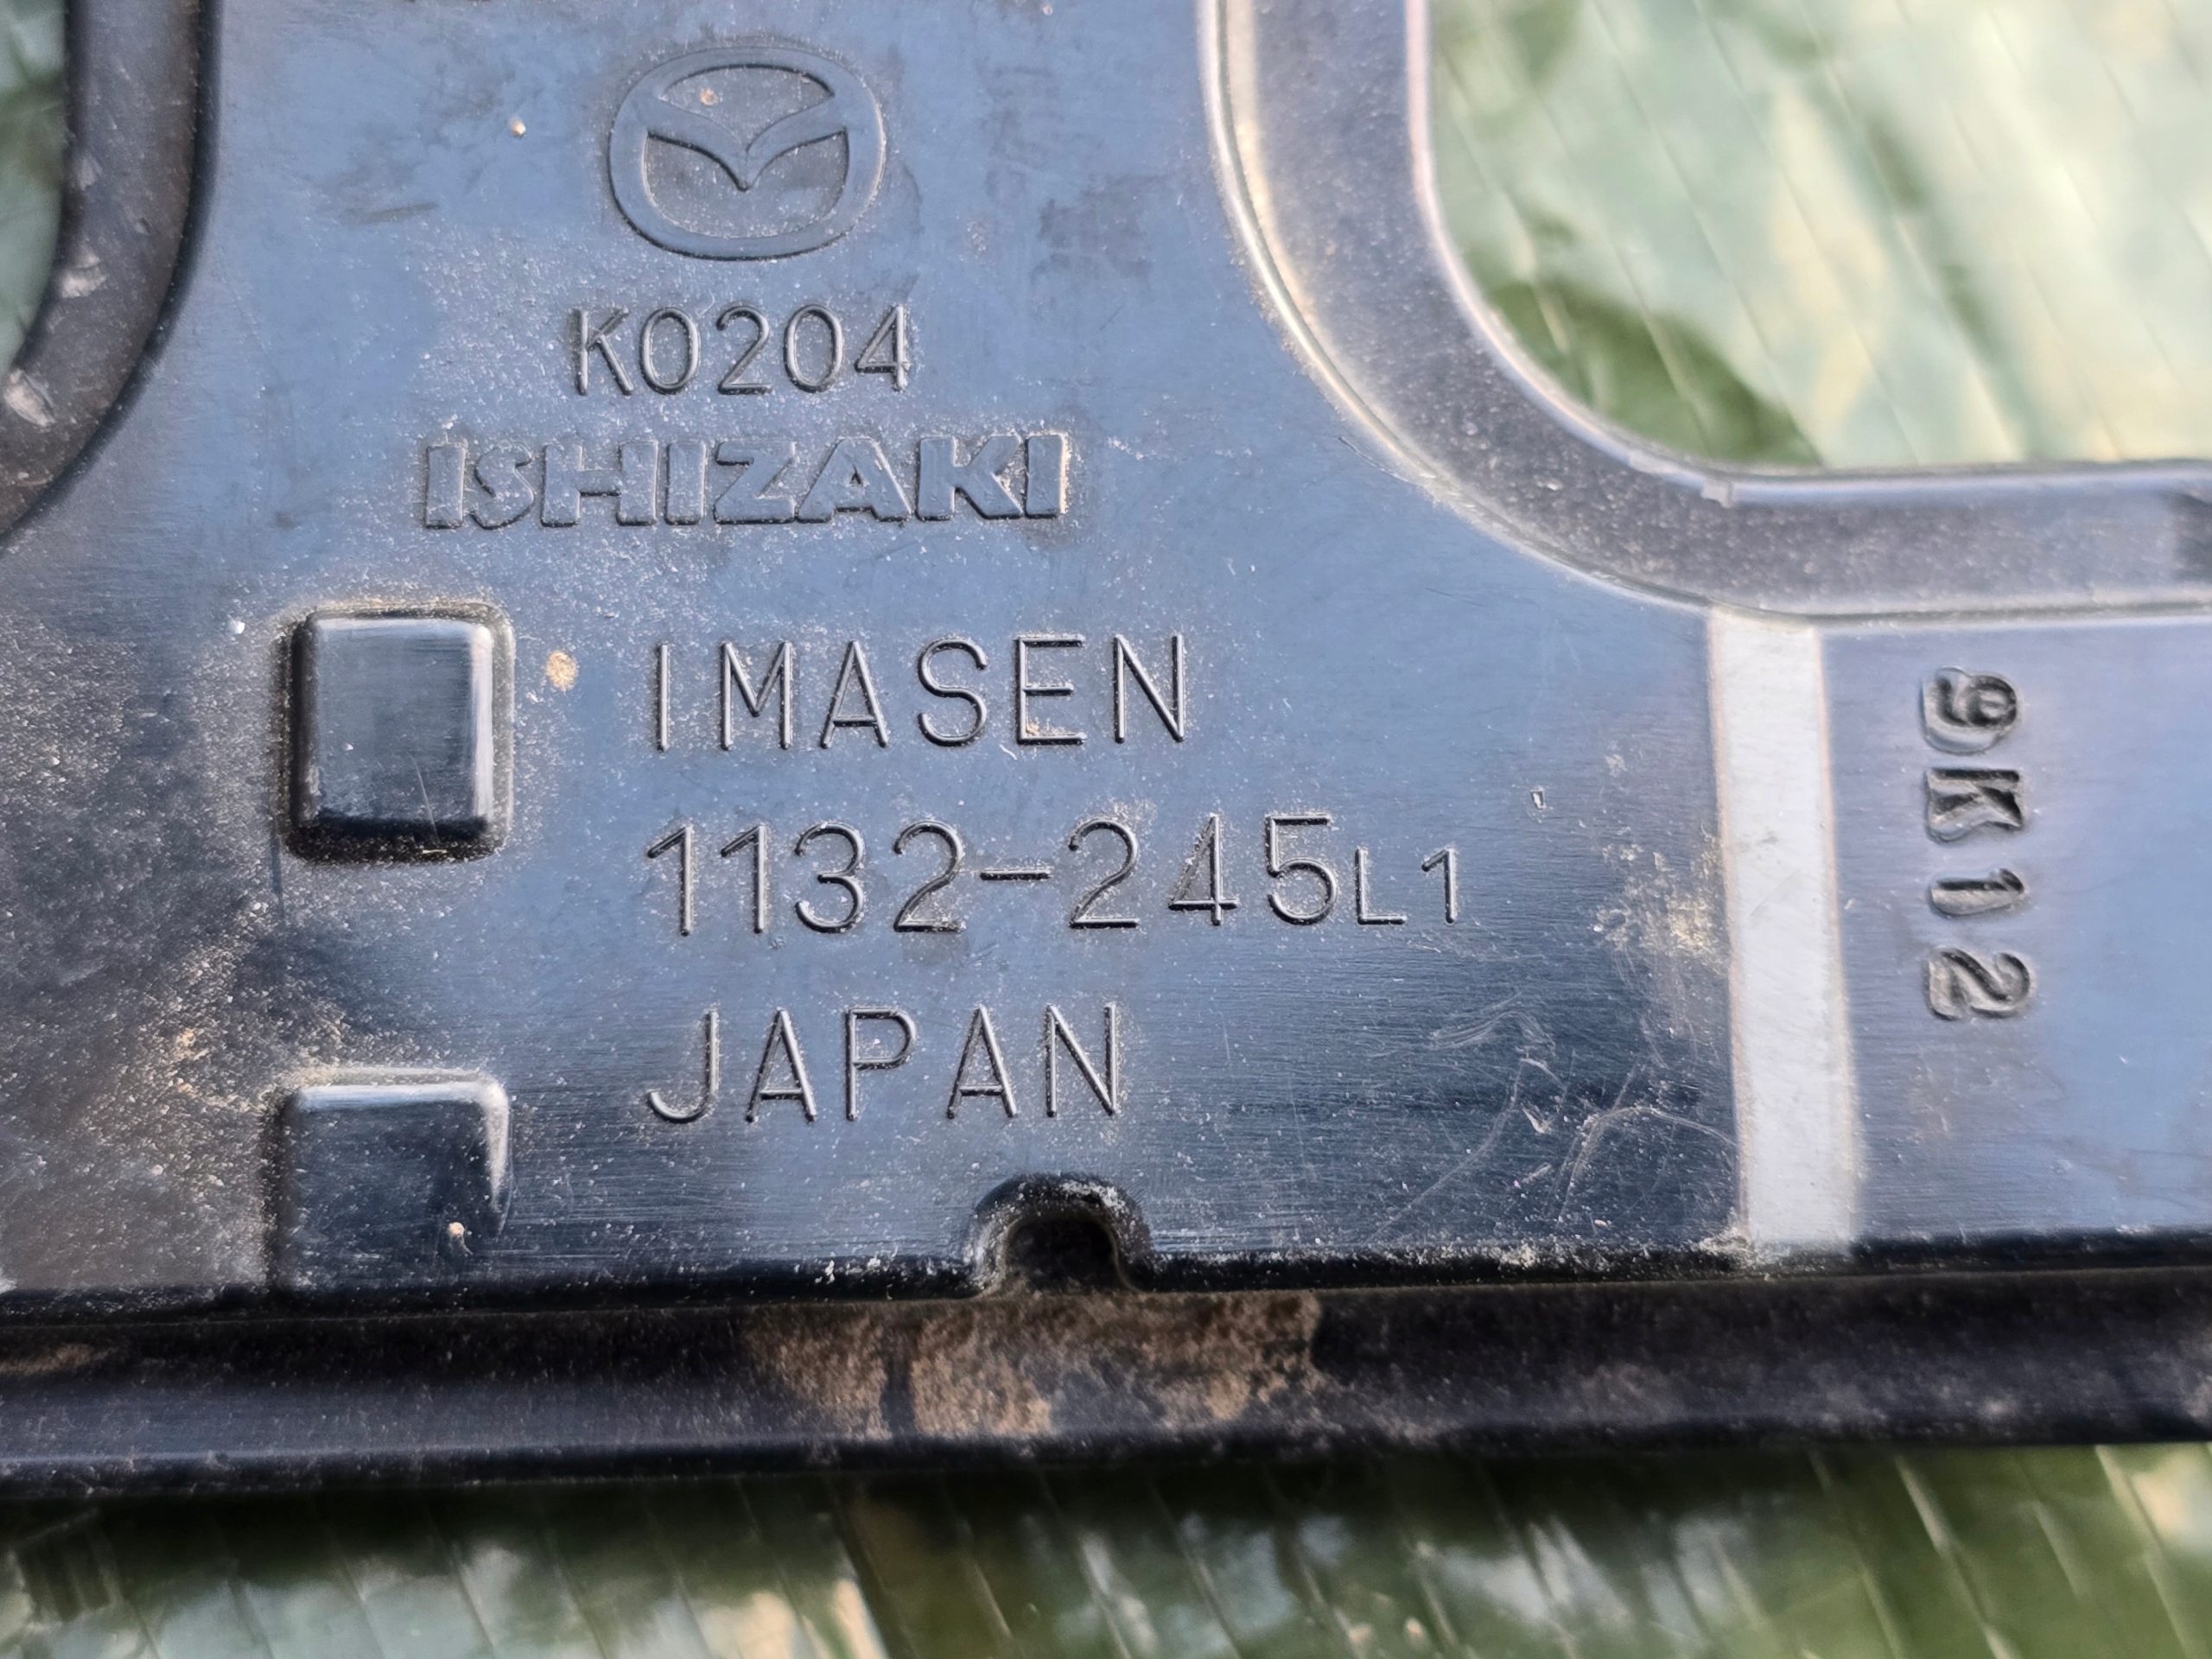 K0204
ISHIZAKI
IMASEN
1132-245L1
JAPAN
9K12